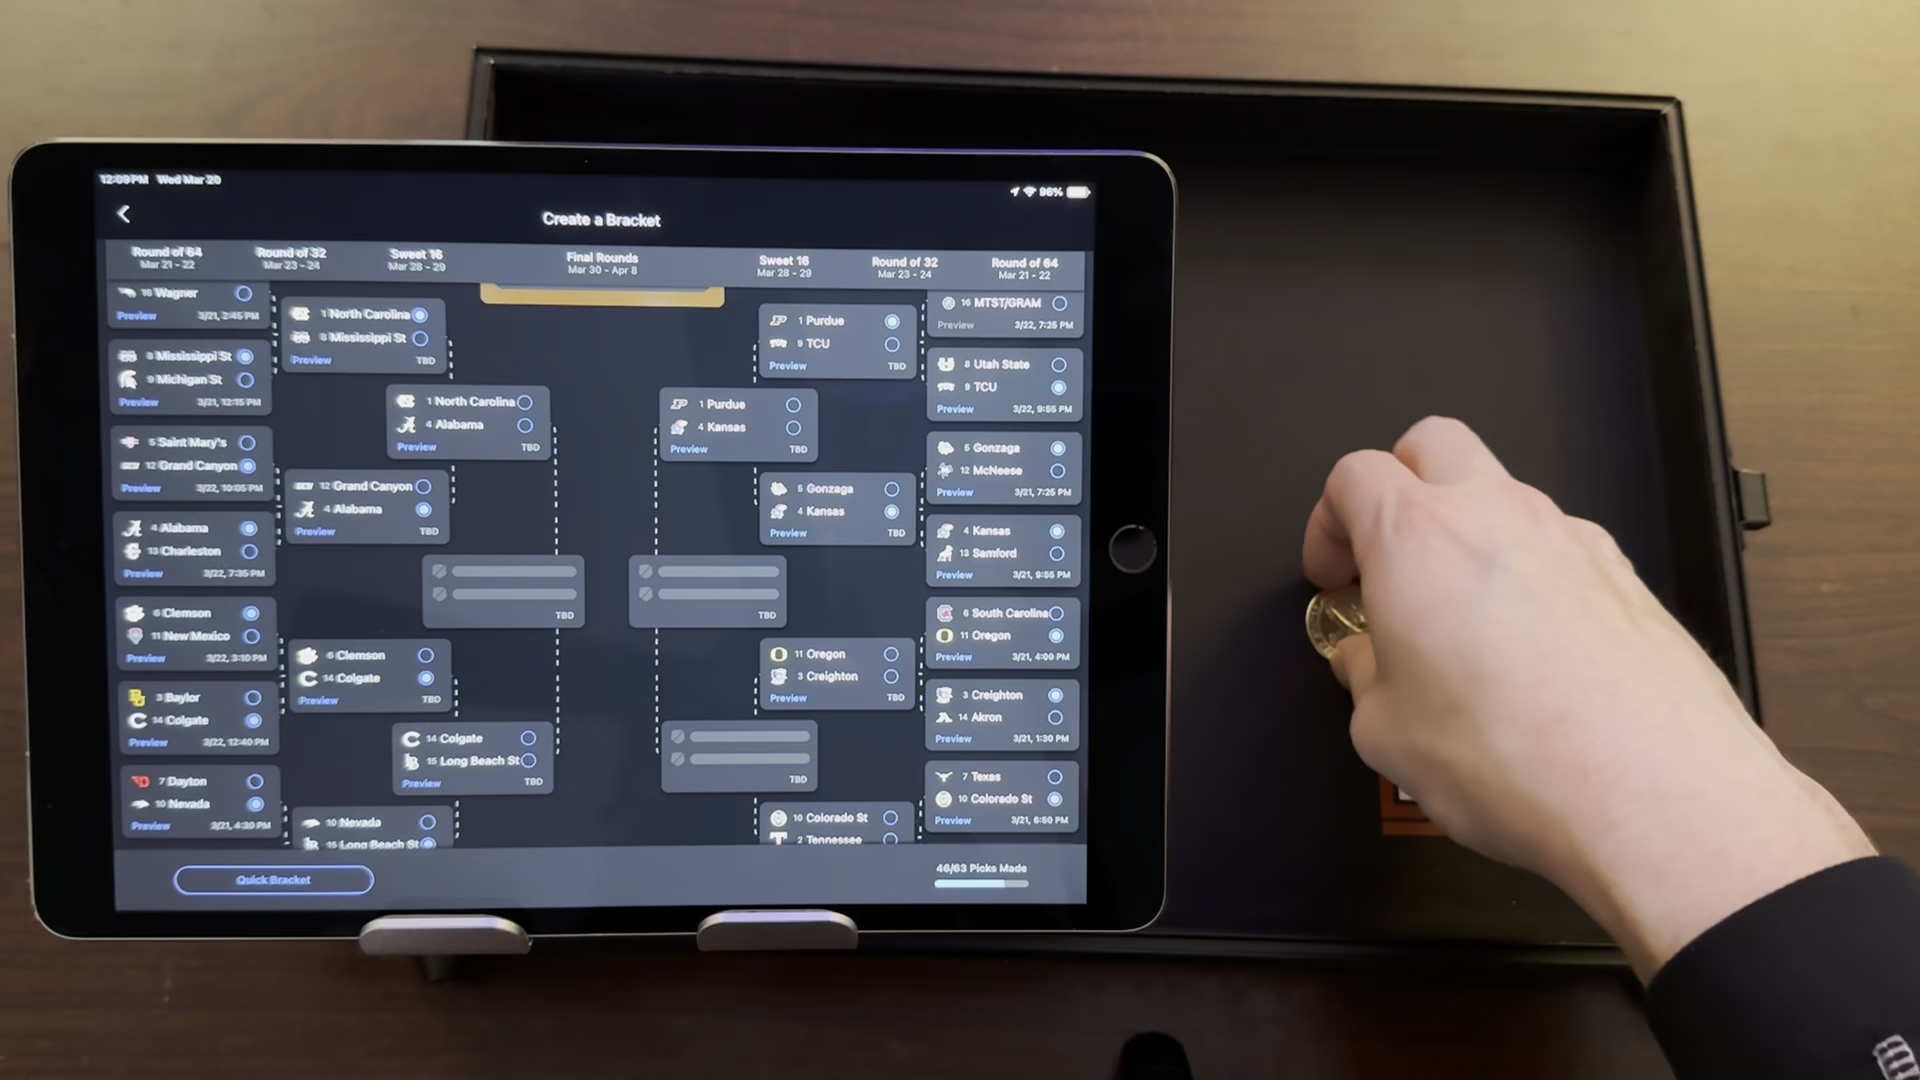 12:09 PM Wed Mar 20
96%
Create a Bracket
Round of 64
Mar 21 - 22
Round of 32
Mar 23 - 24
Sweet 16
Mar 28 - 29
Final Rounds
Mar 30 - Apr 8
Sweet 16
Mar 28 - 29
Round of 32
Mar 23 - 24
Round of 64
Mar 21 - 22
16 Wagner
Preview 3/21, 2:45 PM
8 Mississippi St
9 Michigan St
Preview 3/21, 12:15 PM
5 Saint Mary's
12 Grand Canyon
Preview 3/22, 10:05 PM
4 Alabama
13 Charleston
Preview 3/22, 7:35 PM
6 Clemson
11 New Mexico
Preview 3/22, 3:10 PM
3 Baylor
14 Colgate
Preview 3/22, 12:40 PM
7 Dayton
10 Nevada
Preview 3/21, 4:30 PM
1 North Carolina
8 Mississippi St
Preview TBD
12 Grand Canyon
4 Alabama
Preview TBD
6 Clemson
14 Colgate
Preview TBD
10 Nevada
15 Long Beach St
1 North Carolina
4 Alabama
Preview TBD
14 Colgate
15 Long Beach St
Preview TBD
TBD
TBD
1 Purdue
4 Kansas
Preview TBD
TBD
1 Purdue
9 TCU
Preview TBD
5 Gonzaga
4 Kansas
Preview TBD
11 Oregon
3 Creighton
Preview TBD
10 Colorado St
2 Tennessee
16 MTST/GRAM
Preview 3/22, 7:25 PM
8 Utah State
9 TCU
Preview 3/22, 9:55 PM
5 Gonzaga
12 McNeese
Preview 3/21, 7:25 PM
4 Kansas
13 Samford
Preview 3/21, 9:55 PM
6 South Carolina
11 Oregon
Preview 3/21, 4:00 PM
3 Creighton
14 Akron
Preview 3/21, 1:30 PM
7 Texas
10 Colorado St
Preview 3/21, 6:50 PM
Quick Bracket
46/63 Picks Made